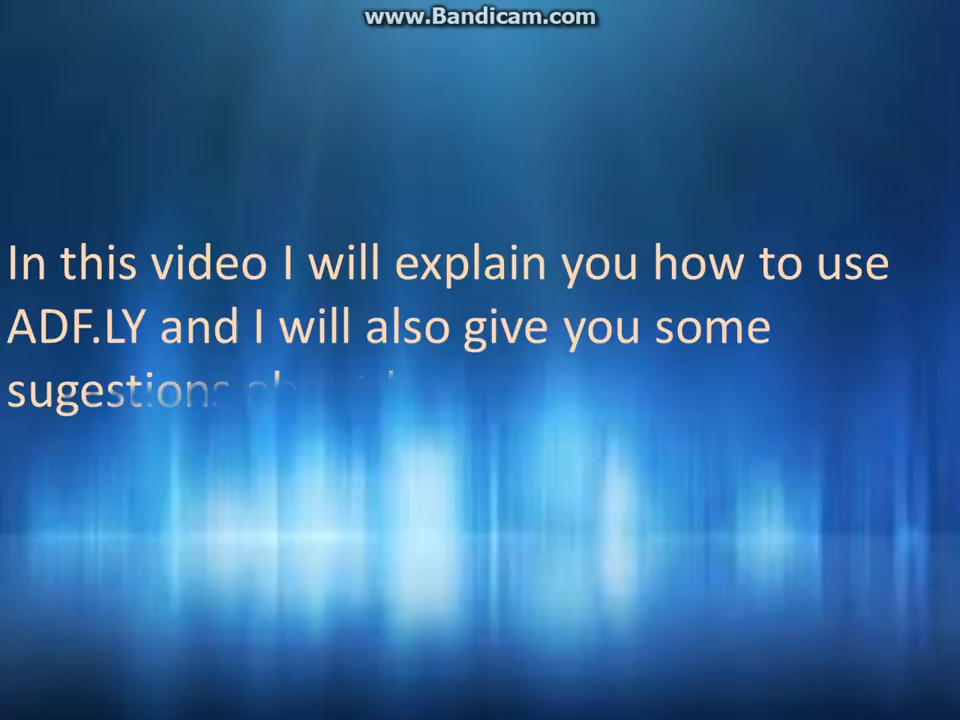 www.Bandicam.com
In this video I will explain you how to use
ADF.LY and I will also give you some
sugestions